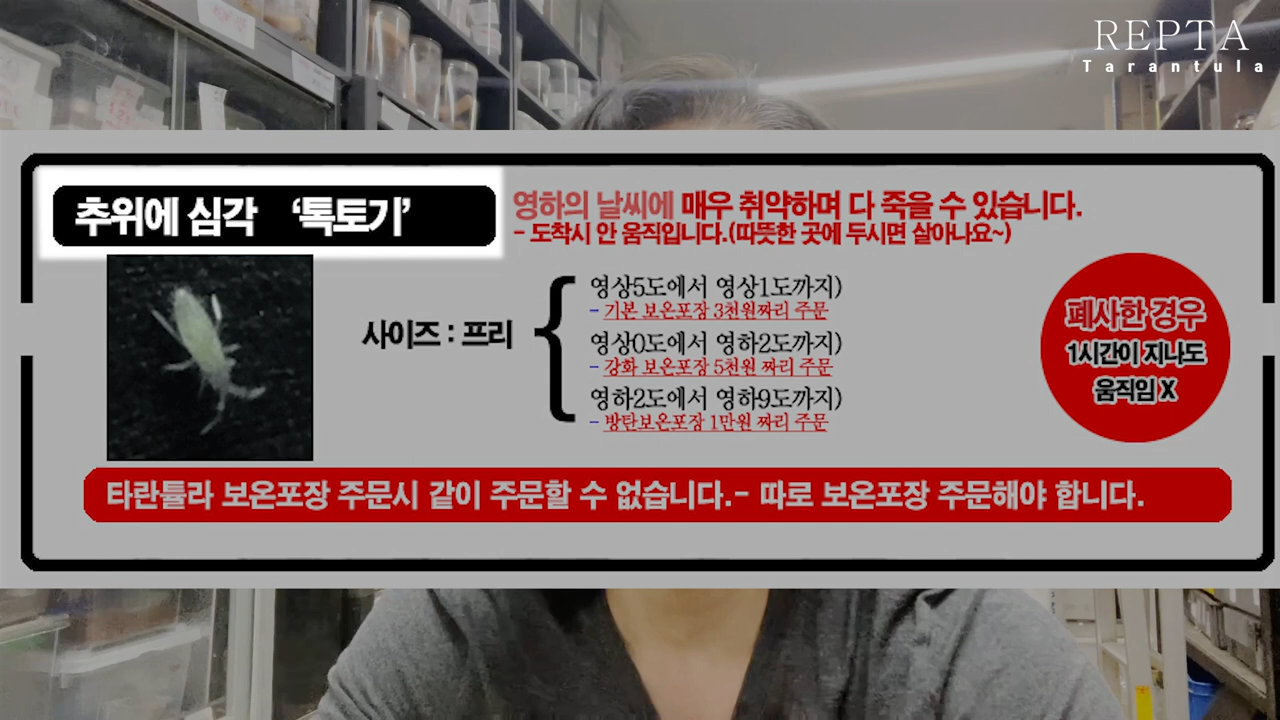 REPTA
Tarantula
추위에 심각 ‘톡토기’
영하의 날씨에 매우 취약하며 다 죽을 수 있습니다.
- 도착시 안 움직입니다.(따뜻한 곳에 두시면 살아나요~)
사이즈 : 프리
영상5도에서 영상1도까지)
- 기본 보온포장 3천원짜리 주문
영상0도에서 영하2도까지)
- 강화 보온포장 5천원 짜리 주문
영하2도에서 영하9도까지)
- 방탄보온포장 1만원 짜리 주문
폐사한 경우
1시간이 지나도
움직임 X
타란튤라 보온포장 주문시 같이 주문할 수 없습니다.- 따로 보온포장 주문해야 합니다.